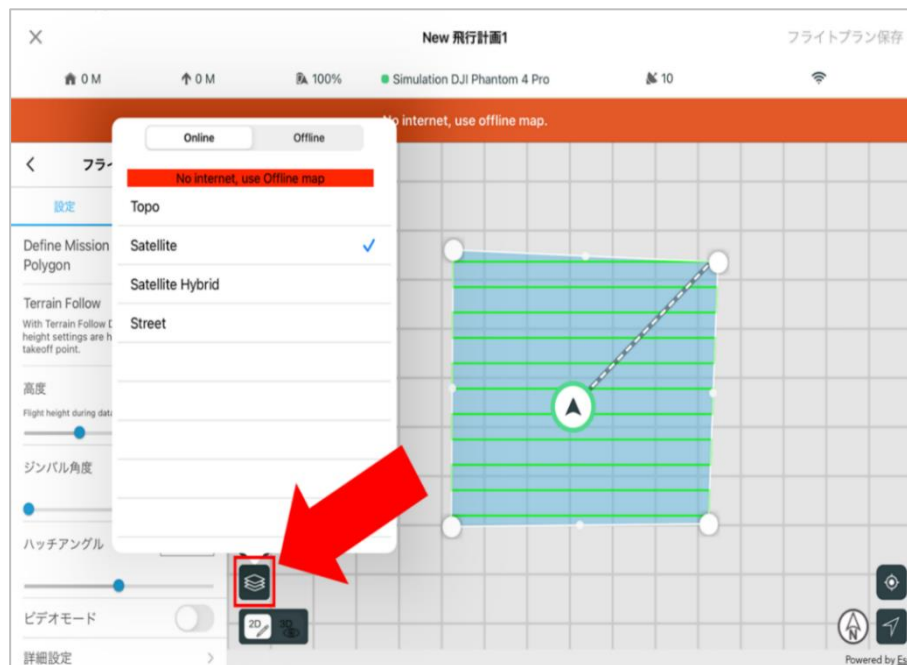 New 飛行計画1
フライトプラン保存
0 M
0 M
100%
Simulation DJI Phantom 4 Pro
10
No internet, use offline map.
Online
Offline
No internet, use Offline map
Topo
Satellite
Satellite Hybrid
Street
フライ
設定
Define Mission
Polygon
Terrain Follow
With Terrain Follow
height settings are h
takeoff point.
高度
Flight height during data
ジンバル角度
ハッチアングル
ビデオモード
詳細設定
2D
3D
N
Powered by Es